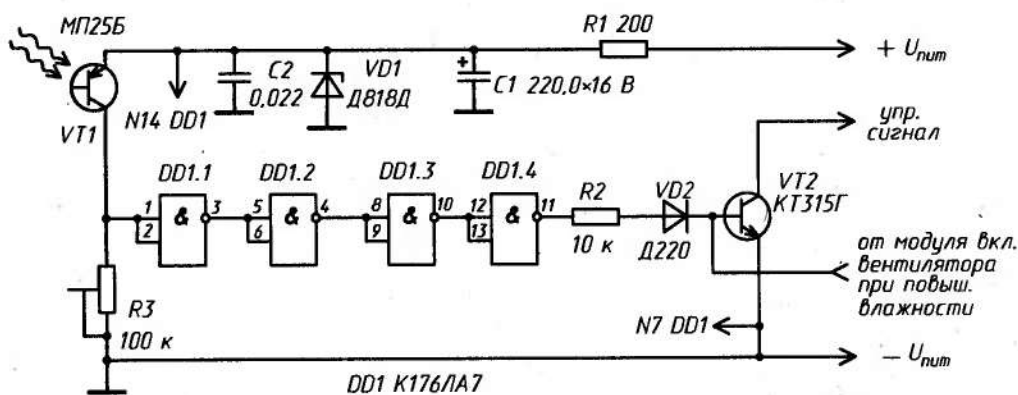 МП25Б
VT1
N14 DD1
C2
0,022
VD1
Д818Д
+
C1 220,0×16 В
R1 200
+ Uпит
упр.
сигнал
DD1.1
DD1.2
DD1.3
DD1.4
1
2
&
3
5
6
&
4
8
9
&
10
12
13
&
11
R2
10 к
VD2
Д220
VT2
КТ315Г
от модуля вкл.
вентилятора
при повыш.
влажности
R3
100 к
N7 DD1
− Uпит
DD1 К176ЛА7